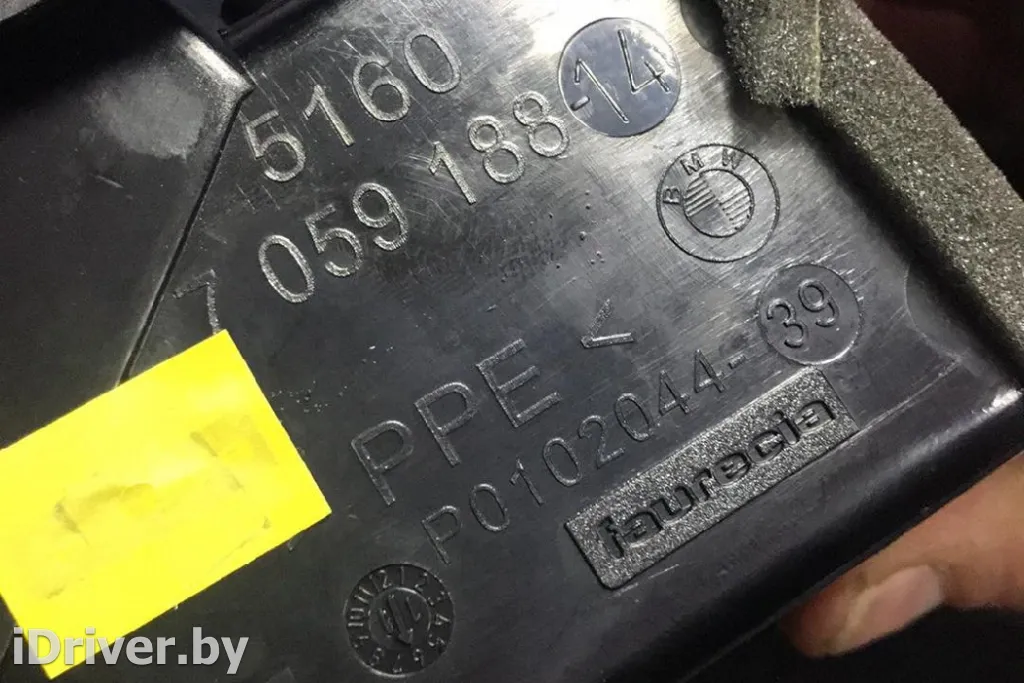 5160
7 059 188-14
BMW
PPE <
P0102044-39
faurecia
iDriver.by